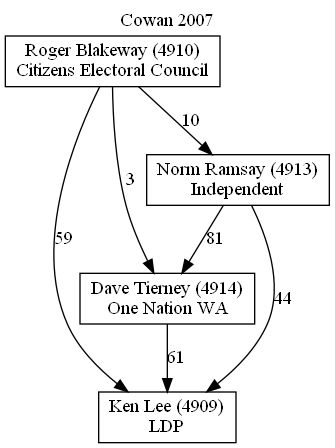 Cowan 2007
Roger Blakeway (4910)
Citizens Electoral Council
10
Norm Ramsay (4913)
Independent
3
59
81
44
Dave Tierney (4914)
One Nation WA
61
Ken Lee (4909)
LDP